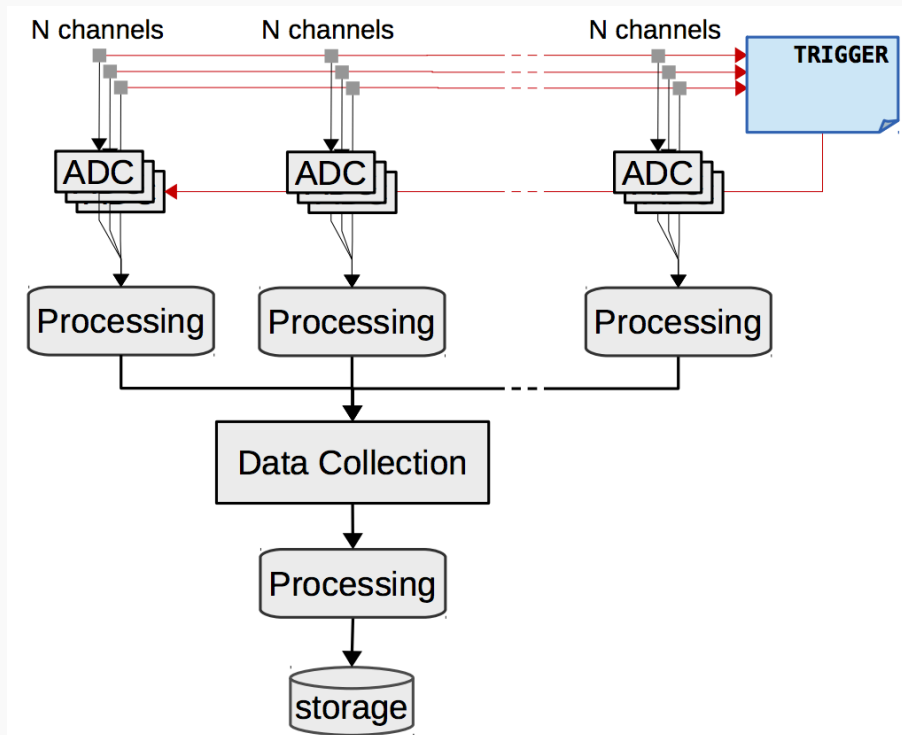 N channels
N channels
N channels
TRIGGER
ADC
ADC
ADC
Processing
Processing
Processing
Data Collection
Processing
storage